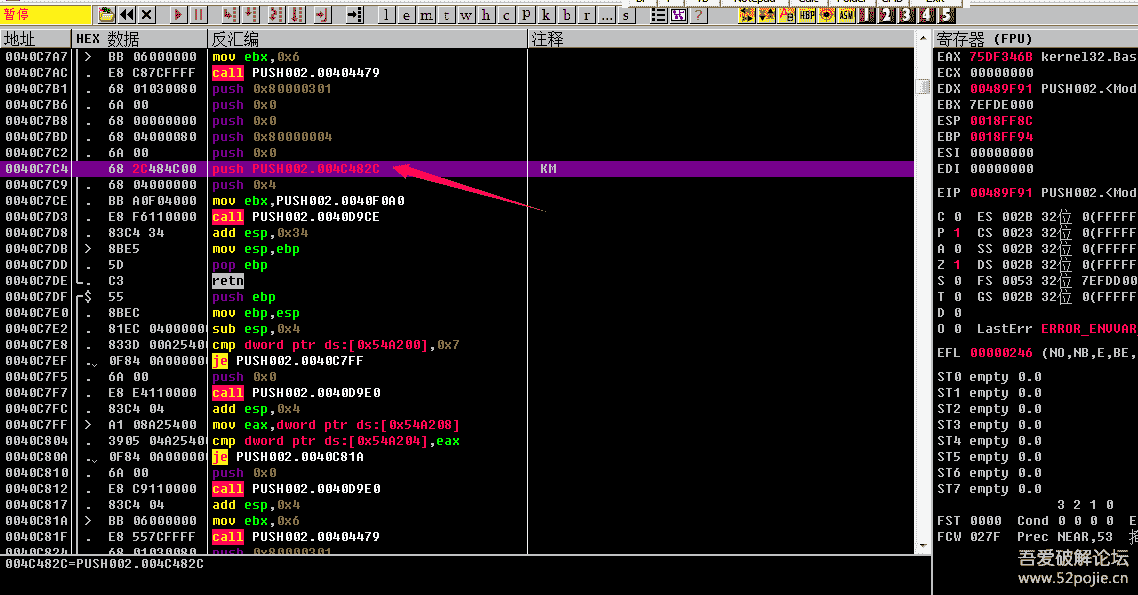 暂停 l e m t w h c p k b r ... s ?
地址 HEX 数据 反汇编 注释 寄存器 (FPU)
0040C7A7 > BB 06000000 mov ebx,0x6 EAX 75DF346B kernel32.Bas
0040C7AC . E8 C87CFFFF call PUSH002.00404479 ECX 00000000
0040C7B1 . 68 01030080 push 0x80000301 EDX 00489F91 PUSH002.<Mod
0040C7B6 . 6A 00 push 0x0 EBX 7EFDE000
0040C7B8 . 68 00000000 push 0x0 ESP 0018FF8C
0040C7BD . 68 04000080 push 0x80000004 EBP 0018FF94
0040C7C2 . 6A 00 push 0x0 ESI 00000000
0040C7C4 68 2C484C00 push PUSH002.004C482C KM EDI 00000000
0040C7C9 . 68 04000000 push 0x4
0040C7CE . BB A0F04000 mov ebx,PUSH002.0040F0A0 EIP 00489F91 PUSH002.<Mod
0040C7D3 . E8 F6110000 call PUSH002.0040D9CE C 0 ES 002B 32位 0(FFFFF
0040C7D8 . 83C4 34 add esp,0x34 P 1 CS 0023 32位 0(FFFFF
0040C7DB > 8BE5 mov esp,ebp A 0 SS 002B 32位 0(FFFFF
0040C7DD . 5D pop ebp Z 1 DS 002B 32位 0(FFFFF
0040C7DE . C3 retn S 0 FS 0053 32位 7EFDD00
0040C7DF $ 55 push ebp T 0 GS 002B 32位 0(FFFFF
0040C7E0 . 8BEC mov ebp,esp D 0
0040C7E2 . 81EC 04000000 sub esp,0x4 O 0 LastErr ERROR_ENVVAR
0040C7E8 . 833D 00A25400 cmp dword ptr ds:[0x54A200],0x7
0040C7EF . 0F84 0A000000 je PUSH002.0040C7FF EFL 00000246 (NO,NB,E,BE,
0040C7F5 . 6A 00 push 0x0 ST0 empty 0.0
0040C7F7 . E8 E4110000 call PUSH002.0040D9E0 ST1 empty 0.0
0040C7FC . 83C4 04 add esp,0x4 ST2 empty 0.0
0040C7FF > A1 08A25400 mov eax,dword ptr ds:[0x54A208] ST3 empty 0.0
0040C804 . 3905 04A25400 cmp dword ptr ds:[0x54A204],eax ST4 empty 0.0
0040C80A . 0F84 0A000000 je PUSH002.0040C81A ST5 empty 0.0
0040C810 . 6A 00 push 0x0 ST6 empty 0.0
0040C812 . E8 C9110000 call PUSH002.0040D9E0 ST7 empty 0.0
0040C817 . 83C4 04 add esp,0x4 3 2 1 0
0040C81A > BB 06000000 mov ebx,0x6 FST 0000 Cond 0 0 0 0 E
0040C81F . E8 557CFFFF call PUSH002.00404479 FCW 027F Prec NEAR,53
0040C824 . 68 01030080 push 0x80000301
004C482C=PUSH002.004C482C
吾爱破解论坛
www.52pojie.cn